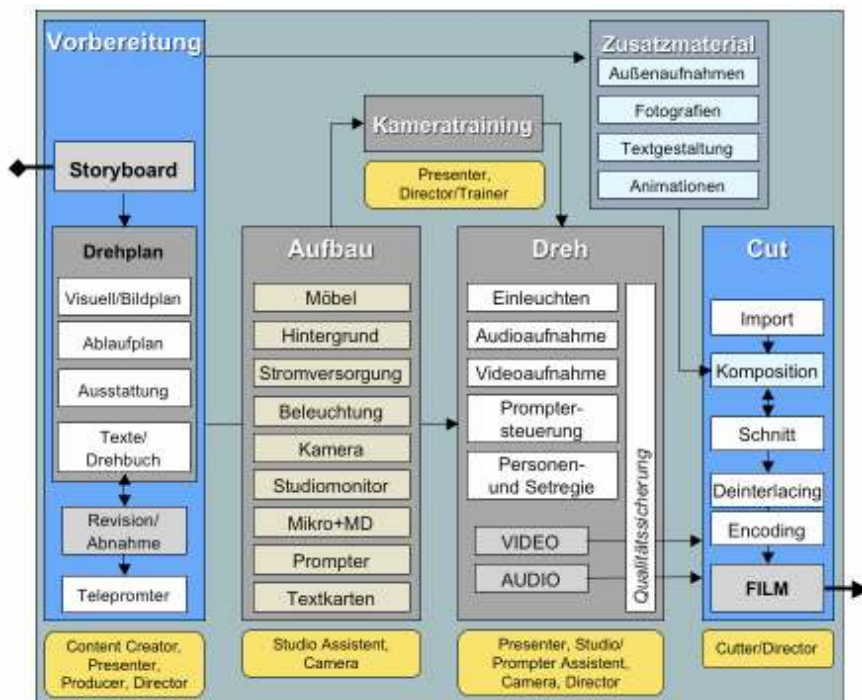 Vorbereitung
Storyboard
Drehplan
Visuell/Bildplan
Ablaufplan
Ausstattung
Texte/
Drehbuch
Revision/
Abnahme
Telepromter
Content Creator,
Presenter,
Producer, Director
Kameratraining
Presenter,
Director/Trainer
Aufbau
Möbel
Hintergrund
Stromversorgung
Beleuchtung
Kamera
Studiomonitor
Mikro+MD
Prompter
Textkarten
Studio Assistent,
Camera
Dreh
Einleuchten
Audioaufnahme
Videoaufnahme
Prompter-
steuerung
Personen-
und Setregie
VIDEO
AUDIO
Qualitätssicherung
Presenter, Studio/
Prompter Assistent,
Camera, Director
Zusatzmaterial
Außenaufnahmen
Fotografien
Textgestaltung
Animationen
Cut
Import
Komposition
Schnitt
Deinterlacing
Encoding
FILM
Cutter/Director